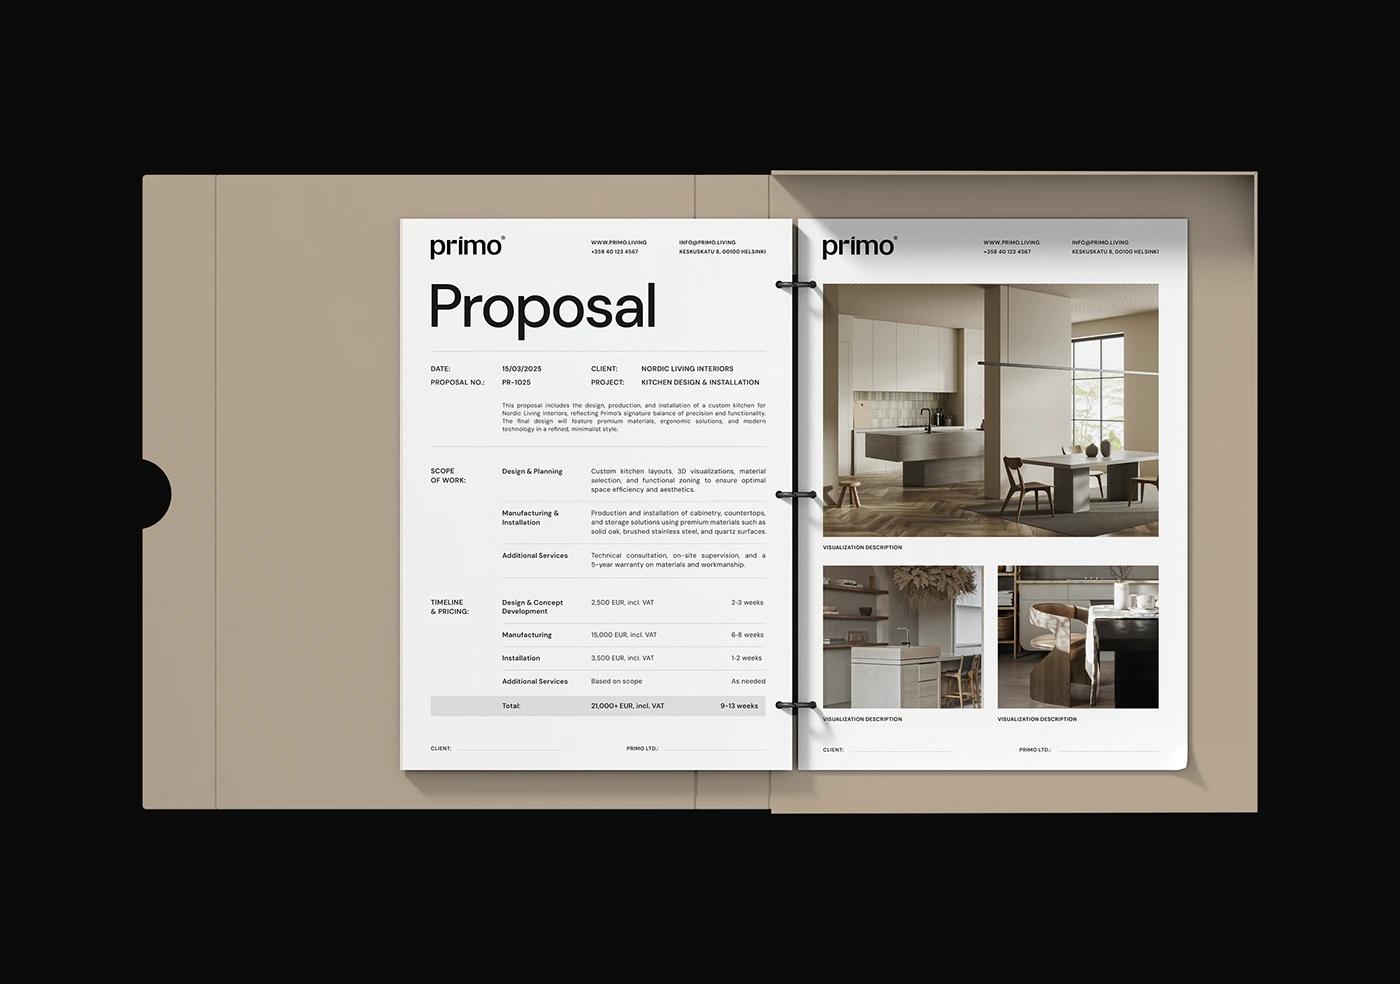 primo®
WWW.PRIMO.LIVING
+358 40 123 4567
INFO@PRIMO.LIVING
KESKUSKATU 8, 00100 HELSINKI
Proposal
DATE: 15/03/2025 CLIENT: NORDIC LIVING INTERIORS
PROPOSAL NO.: PR-1025 PROJECT: KITCHEN DESIGN & INSTALLATION
This proposal includes the design, production, and installation of a custom kitchen for
Nordic Living Interiors, reflecting Primo's signature balance of precision and functionality.
The final design will feature premium materials, ergonomic solutions, and modern
technology in a refined, minimalist style.
SCOPE
OF WORK:
Design & Planning
Custom kitchen layouts, 3D visualizations, material
selection, and functional zoning to ensure optimal
space efficiency and aesthetics.
Manufacturing &
Installation
Production and installation of cabinetry, countertops,
and storage solutions using premium materials such as
solid oak, brushed stainless steel, and quartz surfaces.
Additional Services
Technical consultation, on-site supervision, and a
5-year warranty on materials and workmanship.
TIMELINE
& PRICING:
Design & Concept
Development
2,500 EUR, incl. VAT 2-3 weeks
Manufacturing 15,000 EUR, incl. VAT 6-8 weeks
Installation 3,500 EUR, incl. VAT 1-2 weeks
Additional Services Based on scope As needed
Total: 21,000+ EUR, incl. VAT 9-13 weeks
CLIENT: PRIMO LTD.:
primo®
WWW.PRIMO.LIVING
+358 40 123 4567
INFO@PRIMO.LIVING
KESKUSKATU 8, 00100 HELSINKI
VISUALIZATION DESCRIPTION
VISUALIZATION DESCRIPTION
VISUALIZATION DESCRIPTION
CLIENT: PRIMO LTD.: